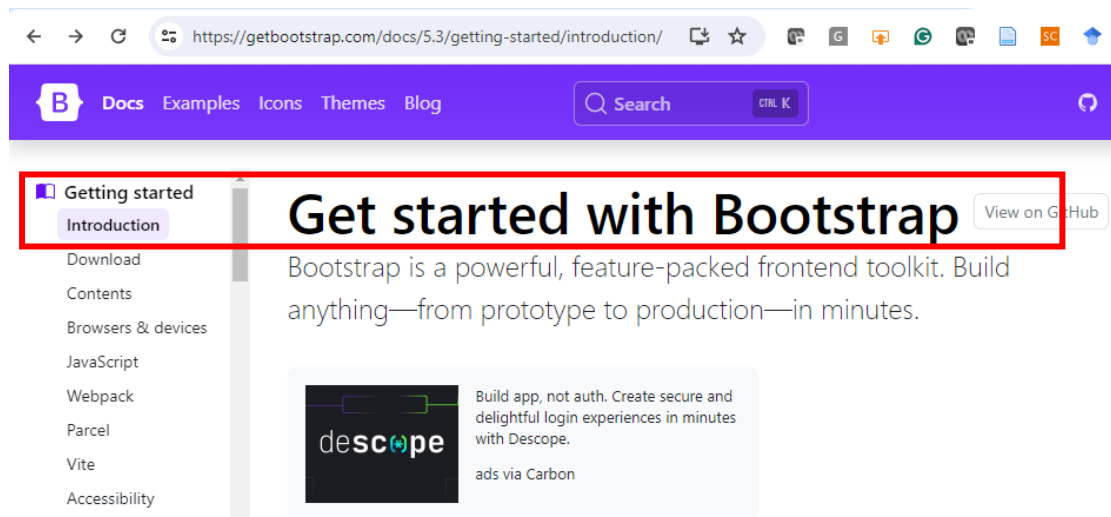 https://getbootstrap.com/docs/5.3/getting-started/introduction/
G
SC
B Docs Examples Icons Themes Blog Search CTRL K
Getting started
Introduction
Download
Contents
Browsers & devices
JavaScript
Webpack
Parcel
Vite
Accessibility
Get started with Bootstrap
View on GitHub
Bootstrap is a powerful, feature-packed frontend toolkit. Build
anything—from prototype to production—in minutes.
descope
Build app, not auth. Create secure and
delightful login experiences in minutes
with Descope.
ads via Carbon